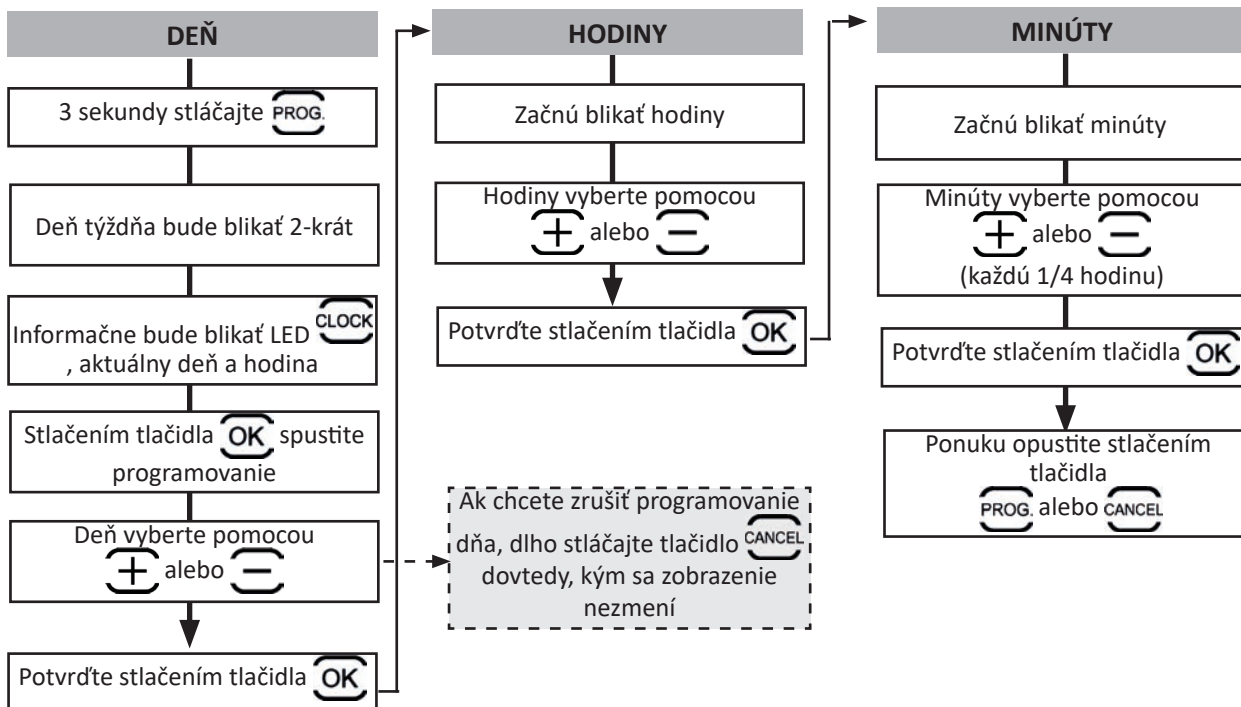 DEŇ
3 sekundy stláčajte PROG.
Deň týždňa bude blikať 2-krát
Informačne bude blikať LED CLOCK
, aktuálny deň a hodina
Stlačením tlačidla OK spustite
programovanie
Deň vyberte pomocou
+ alebo −
Potvrďte stlačením tlačidla OK
HODINY
Začnú blikať hodiny
Hodiny vyberte pomocou
+ alebo −
Potvrďte stlačením tlačidla OK
Ak chcete zrušiť programovanie
dňa, dlho stláčajte tlačidlo CANCEL
dovtedy, kým sa zobrazenie
nezmení
MINÚTY
Začnú blikať minúty
Minúty vyberte pomocou
+ alebo −
(každú 1/4 hodinu)
Potvrďte stlačením tlačidla OK
Ponuku opustite stlačením
tlačidla
PROG. alebo CANCEL